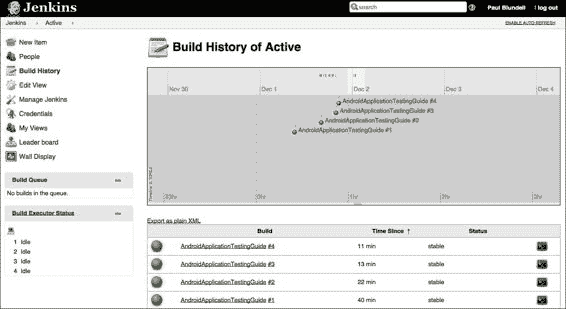 Jenkins
search
Paul Blundell
log out
Jenkins
Active
ENABLE AUTO REFRESH
New Item
People
Build History
Edit View
Manage Jenkins
Credentials
My Views
Leader board
Wall Display
Build Queue
No builds in the queue.
Build Executor Status
1 Idle
2 Idle
3 Idle
4 Idle
Build History of Active
Nov 30
Dec 1
Dec 2
Dec 3
Dec 4
AndroidApplicationTestingGuide #4
AndroidApplicationTestingGuide #3
AndroidApplicationTestingGuide #2
AndroidApplicationTestingGuide #1
0hr
1hr
2hr
Export as plain XML
Build Time Since ↑ Status
AndroidApplicationTestingGuide #4 11 min stable
AndroidApplicationTestingGuide #3 13 min stable
AndroidApplicationTestingGuide #2 22 min stable
AndroidApplicationTestingGuide #1 40 min stable